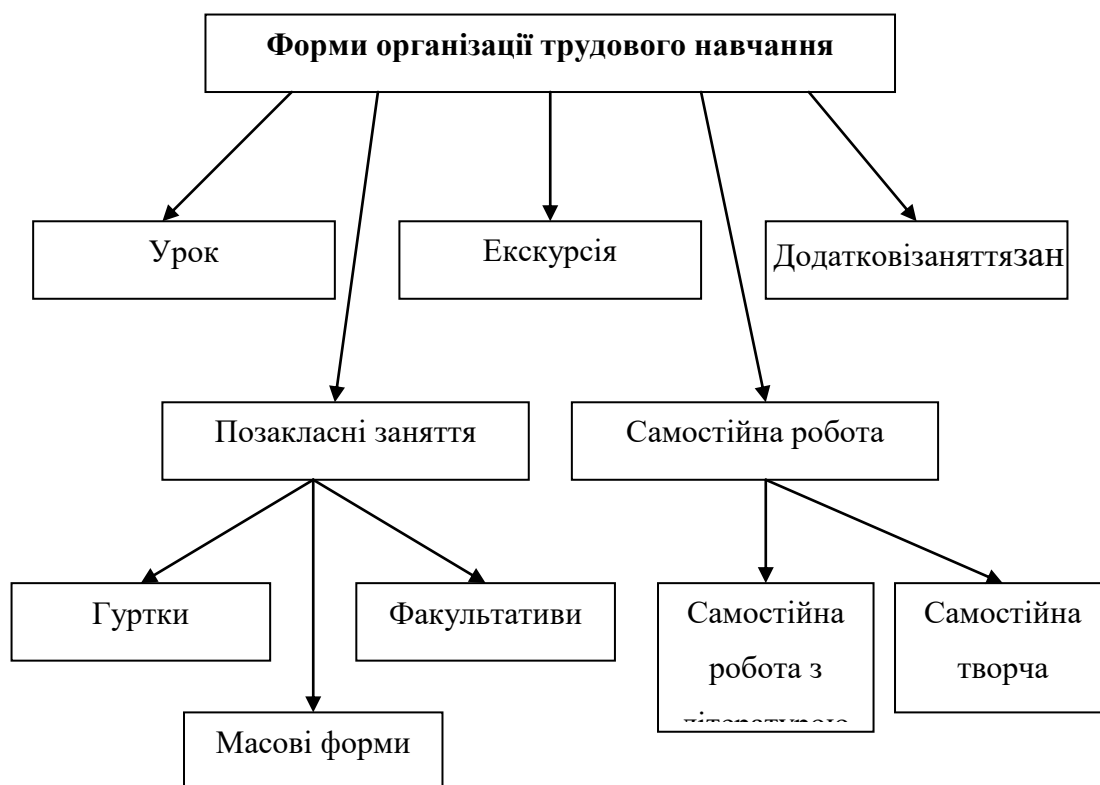 Форми організації трудового навчання
Урок
Екскурсія
Додатковізаняттязан
Позакласні заняття
Самостійна робота
Гуртки
Факультативи
Самостійна
робота з
літературою
Самостійна
творча
Масові форми